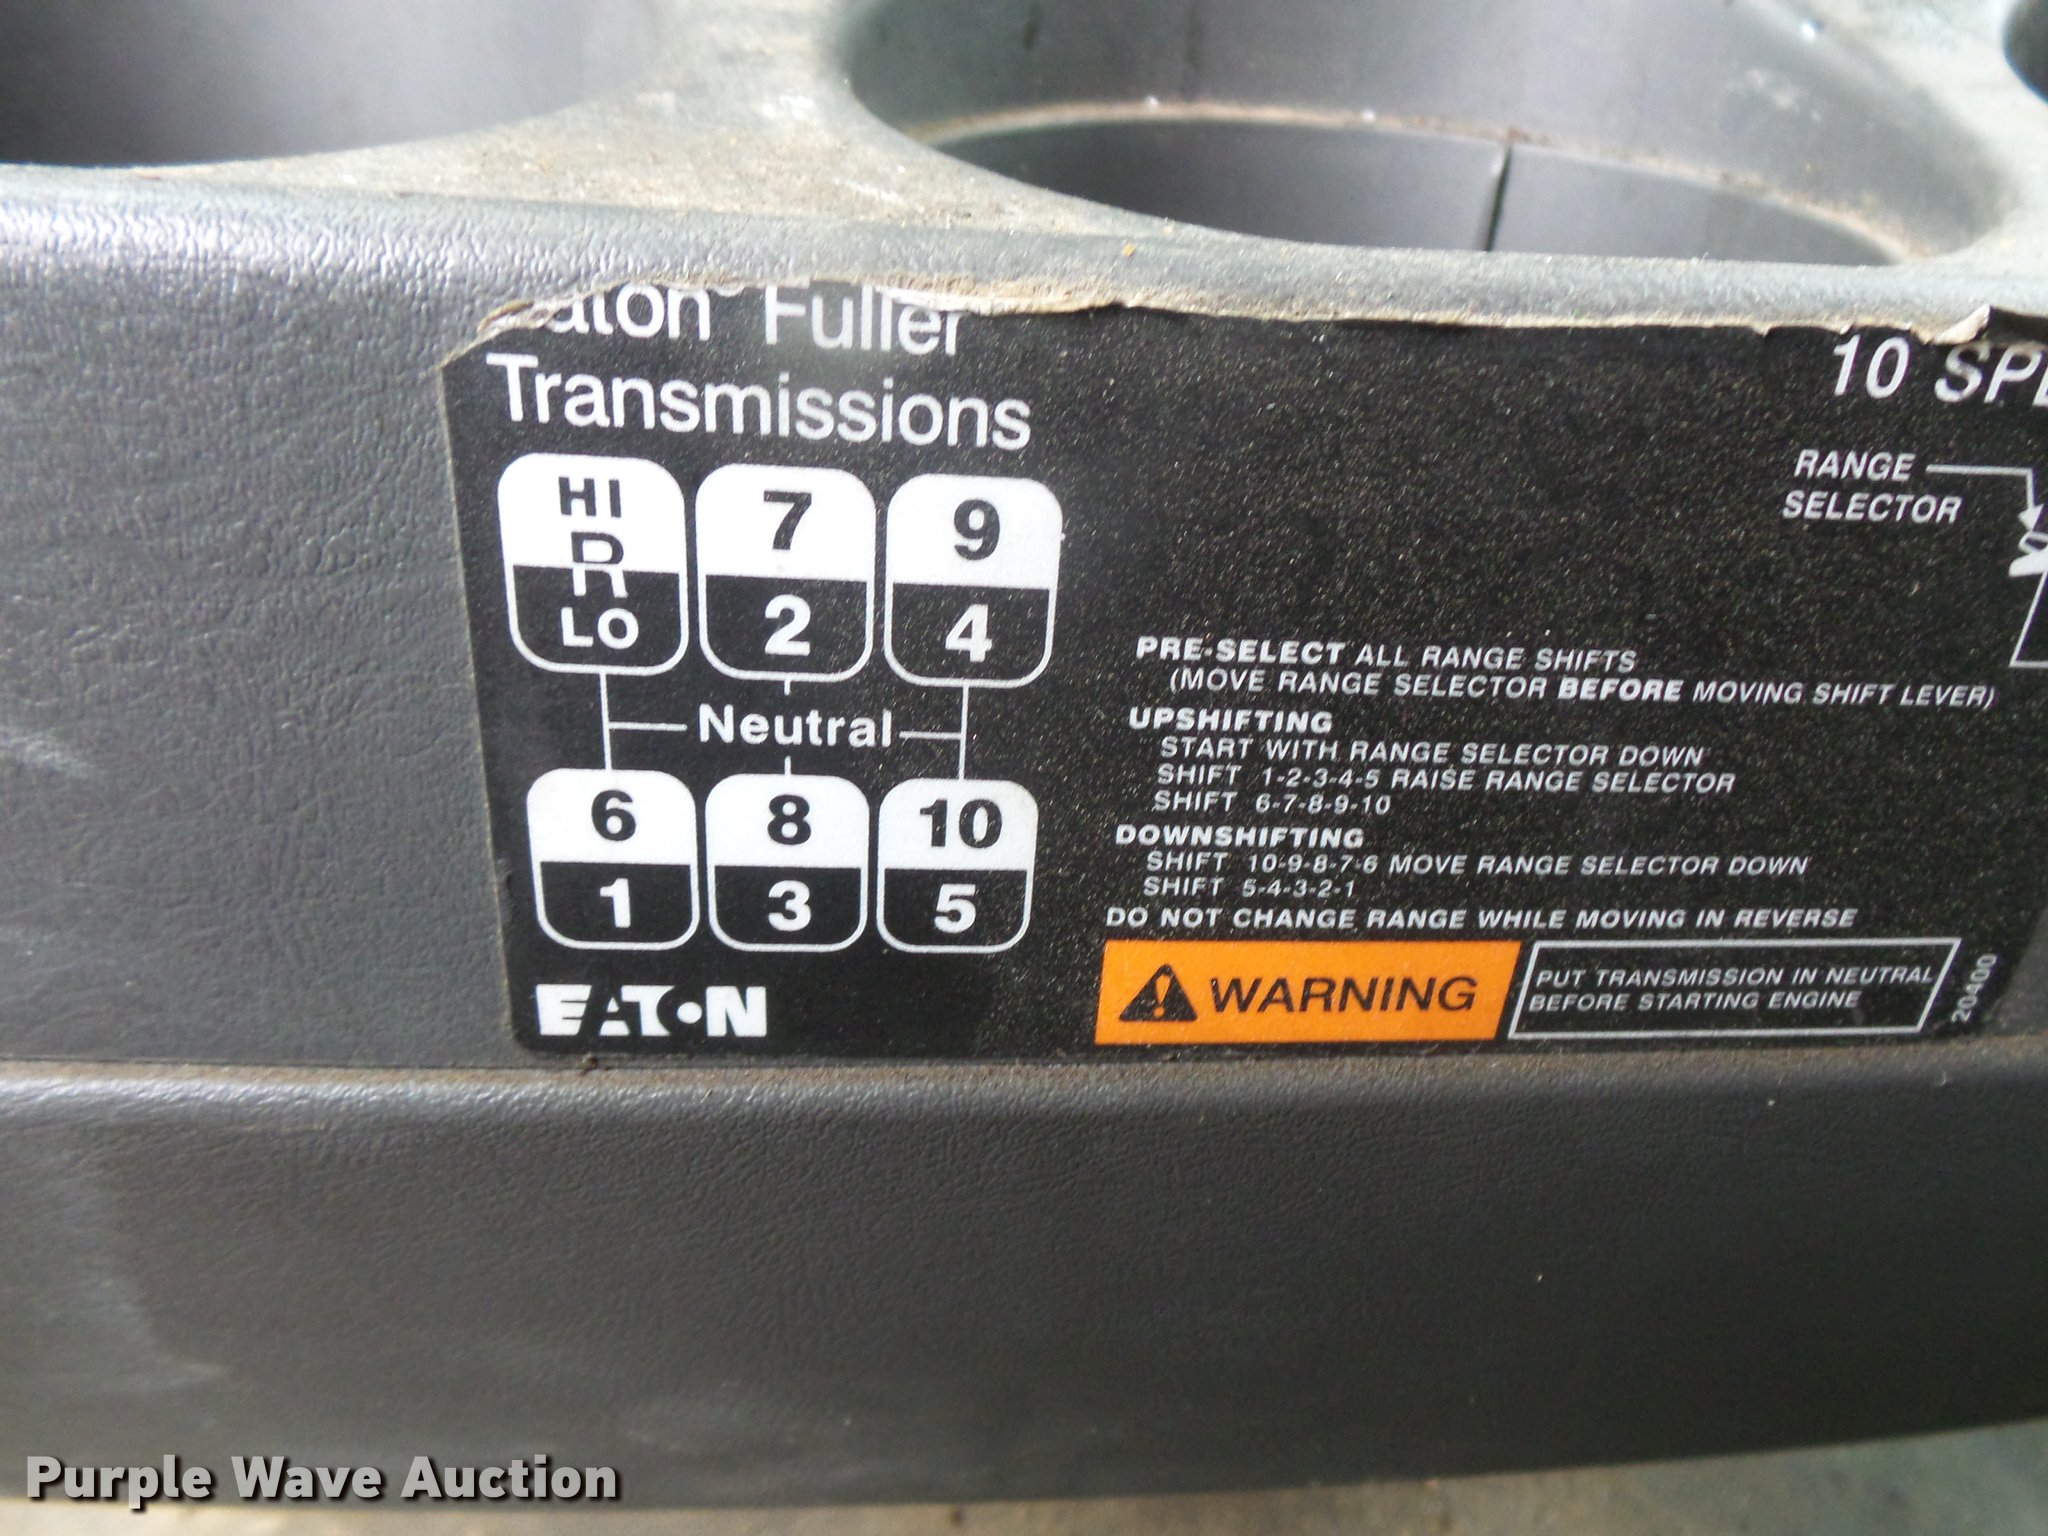 Fuller
Transmissions
10
RANGE
SELECTOR
HI 7 9
R
LO 2 4
Neutral
6 8 10
1 3 5
EATON
PRE-SELECT ALL RANGE SHIFTS
(MOVE RANGE SELECTOR BEFORE MOVING SHIFT LEVER)
UPSHIFTING
START WITH RANGE SELECTOR DOWN
SHIFT 1-2-3-4-5 RAISE RANGE SELECTOR
SHIFT 6-7-8-9-10
DOWNSHIFTING
SHIFT 10-9-8-7-6 MOVE RANGE SELECTOR DOWN
SHIFT 5-4-3-2-1
DO NOT CHANGE RANGE WHILE MOVING IN REVERSE
WARNING
PUT TRANSMISSION IN NEUTRAL
BEFORE STARTING ENGINE
20400
Purple Wave Auction